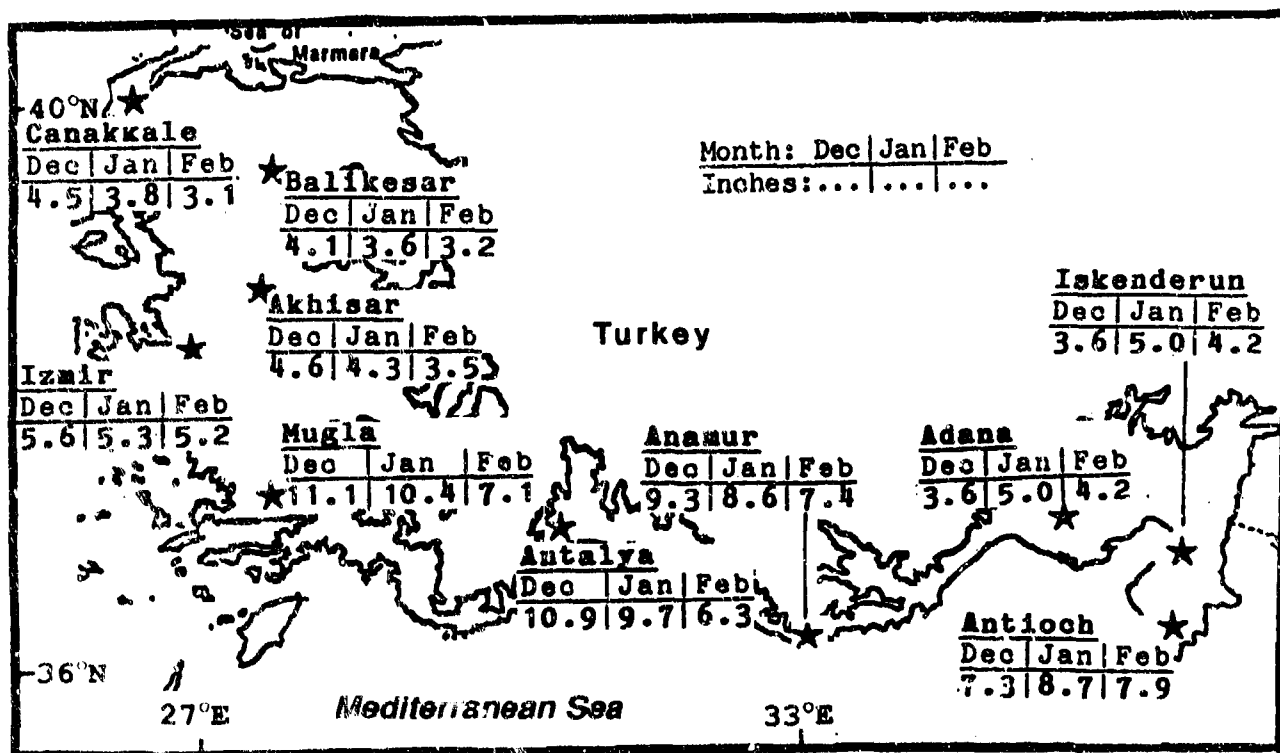 Sea of
Marmara
40°N
Canakkale
Dec|Jan|Feb
4.5|3.8|3.1
Balikesar
Dec|Jan|Feb
4.1|3.6|3.2
Month: Dec|Jan|Feb
Inches:...|...|...
Akhisar
Dec|Jan|Feb
4.6|4.3|3.5
Turkey
Iskenderun
Dec|Jan|Feb
3.6|5.0|4.2
Izmir
Dec|Jan|Feb
5.6|5.3|5.2
Mugla
Dec|Jan|Feb
11.1|10.4|7.1
Anamur
Dec|Jan|Feb
9.3|8.6|7.4
Adana
Dec|Jan|Feb
3.6|5.0|4.2
Antalya
Dec|Jan|Feb
10.9|9.7|6.3
Antioch
Dec|Jan|Feb
7.3|8.7|7.9
36°N
27°E
Mediterranean Sea
33°E